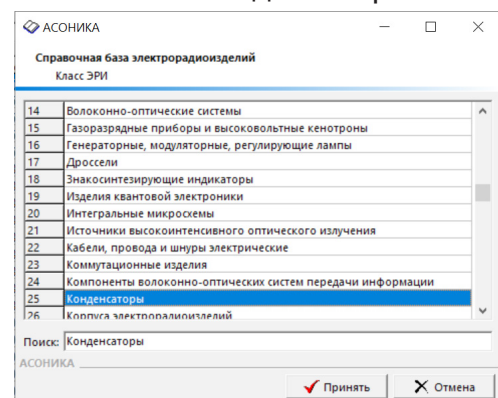 АСОНИКА
Справочная база электрорадиоизделий
Класс ЭРИ
14 Волоконно-оптические системы
15 Газоразрядные приборы и высоковольтные кенотроны
16 Генераторные, модуляторные, регулирующие лампы
17 Дроссели
18 Знакосинтезирующие индикаторы
19 Изделия квантовой электроники
20 Интегральные микросхемы
21 Источники высокоинтенсивного оптического излучения
22 Кабели, провода и шнуры электрические
23 Коммутационные изделия
24 Компоненты волоконно-оптических систем передачи информации
25 Конденсаторы
26 Корпуса электрорадиоизделий
Поиск: Конденсаторы
АСОНИКА
Принять Отмена